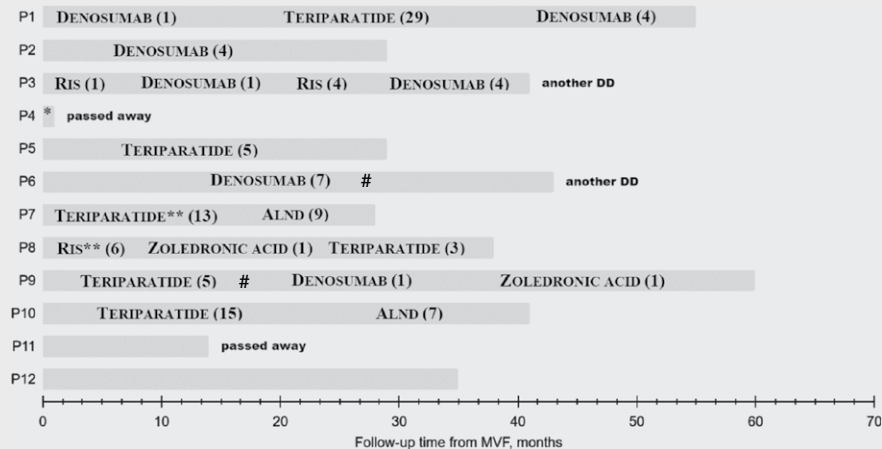 P1 DENOSUMAB (1) TERIPARATIDE (29) DENOSUMAB (4)
P2 DENOSUMAB (4)
P3 RIS (1) DENOSUMAB (1) RIS (4) DENOSUMAB (4) another DD
P4 * passed away
P5 TERIPARATIDE (5)
P6 DENOSUMAB (7) # another DD
P7 TERIPARATIDE** (13) ALND (9)
P8 RIS** (6) ZOLEDRONIC ACID (1) TERIPARATIDE (3)
P9 TERIPARATIDE (5) # DENOSUMAB (1) ZOLEDRONIC ACID (1)
P10 TERIPARATIDE (15) ALND (7)
P11 passed away
P12
0 10 20 30 40 50 60 70
Follow-up time from MVF, months